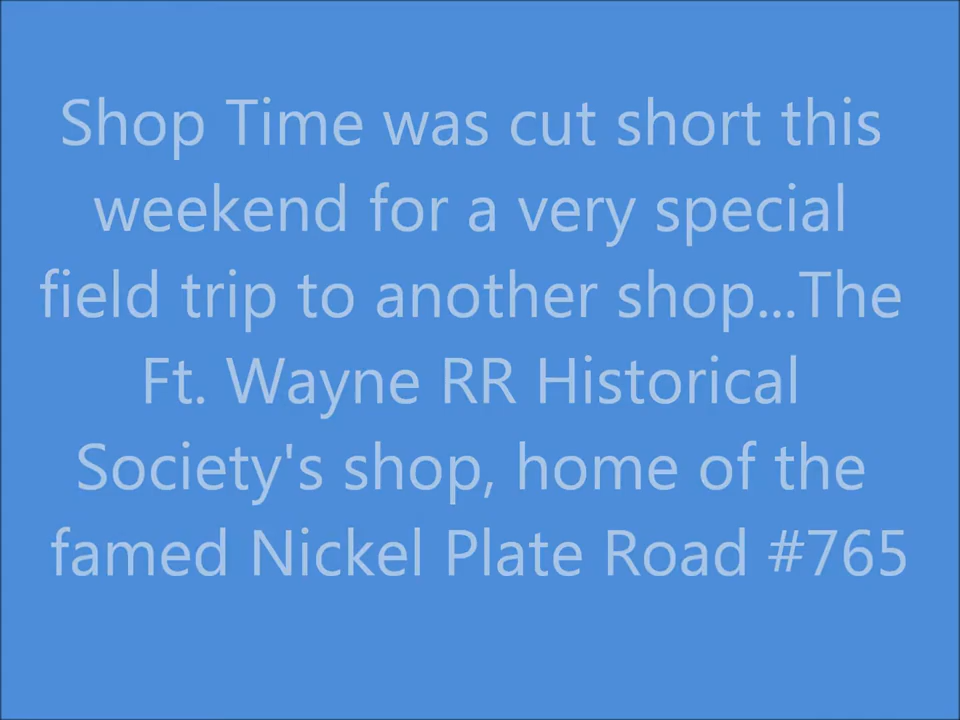 Shop Time was cut short this
weekend for a very special
field trip to another shop...The
Ft. Wayne RR Historical
Society's shop, home of the
famed Nickel Plate Road #765